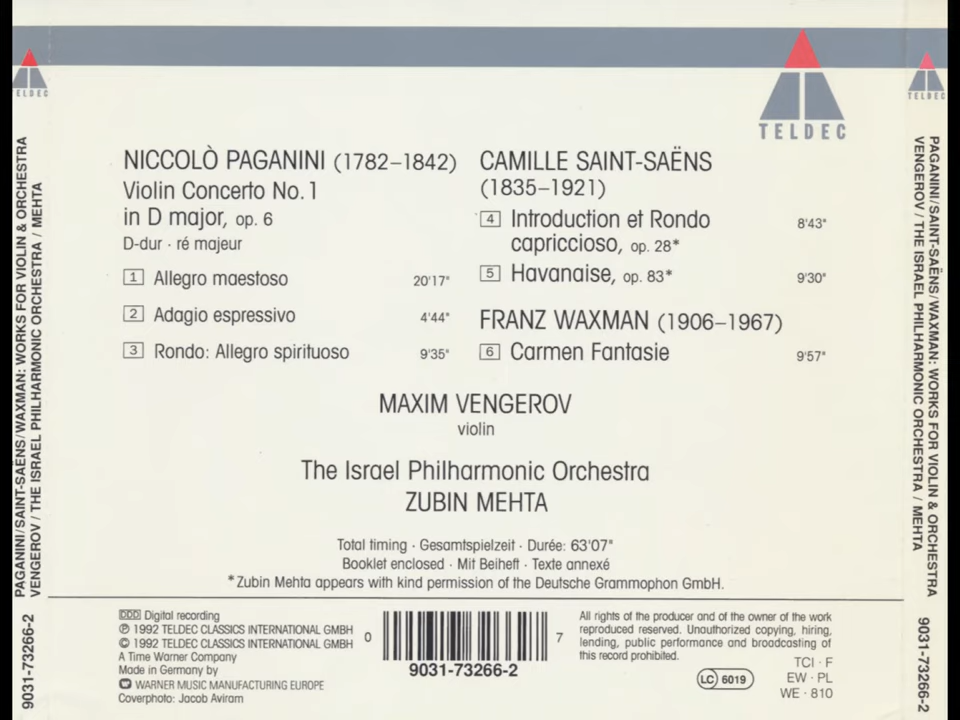 TELDEC
TELDEC
TELDEC
PAGANINI/SAINT-SAËNS/WAXMAN: WORKS FOR VIOLIN & ORCHESTRA
VENGEROV / THE ISRAEL PHILHARMONIC ORCHESTRA / MEHTA
9031-73266-2
NICCOLÒ PAGANINI (1782–1842)
Violin Concerto No. 1
in D major, op. 6
D-dur · ré majeur
1 Allegro maestoso 20'17"
2 Adagio espressivo 4'44"
3 Rondo: Allegro spirituoso 9'35"
CAMILLE SAINT-SAËNS
(1835–1921)
4 Introduction et Rondo 8'43"
capriccioso, op. 28*
5 Havanaise, op. 83* 9'30"
FRANZ WAXMAN (1906–1967)
6 Carmen Fantasie 9'57"
MAXIM VENGEROV
violin
The Israel Philharmonic Orchestra
ZUBIN MEHTA
Total timing · Gesamtspielzeit · Durée: 63'07"
Booklet enclosed · Mit Beiheft · Texte annexé
*Zubin Mehta appears with kind permission of the Deutsche Grammophon GmbH.
DDD Digital recording
℗ 1992 TELDEC CLASSICS INTERNATIONAL GMBH
© 1992 TELDEC CLASSICS INTERNATIONAL GMBH
A Time Warner Company
Made in Germany by
WARNER MUSIC MANUFACTURING EUROPE
Coverphoto: Jacob Aviram
0 7
9031-73266-2
All rights of the producer and of the owner of the work
reproduced reserved. Unauthorized copying, hiring,
lending, public performance and broadcasting of
this record prohibited.
LC 6019
TCI · F
EW · PL
WE · 810
PAGANINI/SAINT-SAËNS/WAXMAN: WORKS FOR VIOLIN & ORCHESTRA
VENGEROV / THE ISRAEL PHILHARMONIC ORCHESTRA / MEHTA
9031-73266-2